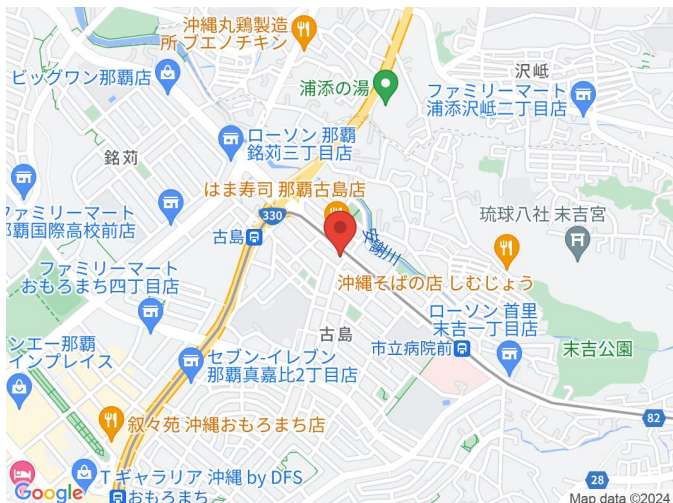 沖縄丸鶏製造
所 ブエノチキン
ビッグワン那覇店
浦添の湯
沢岻
ファミリーマート
浦添沢岻二丁目店
ローソン 那覇
銘苅三丁目店
銘苅
はま寿司 那覇古島店
ファミリーマート
那覇国際高校前店
330
古島
安謝川
琉球八社 末吉宮
ファミリーマート
おもろまち四丁目店
沖縄そばの店 しむじょう
ローソン 首里
末吉一丁目店
古島
市立病院前
末吉公園
ンエー那覇
インプレイス
セブン-イレブン
那覇真嘉比2丁目店
叙々苑 沖縄おもろまち店
82
T ギャラリア 沖縄 by DFS
28
Google
おもろまち
Map data ©2024